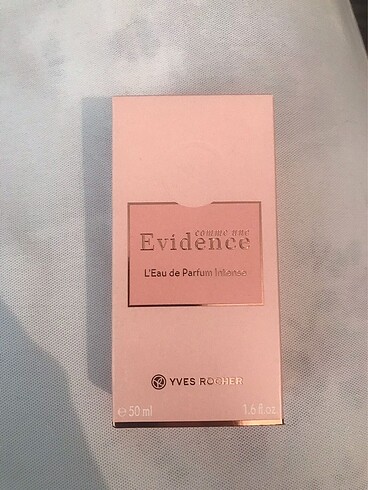 comme une
Evidence
L'Eau de Parfum Intense
YVES ROCHER
e 50 ml
1.6 fl.oz.